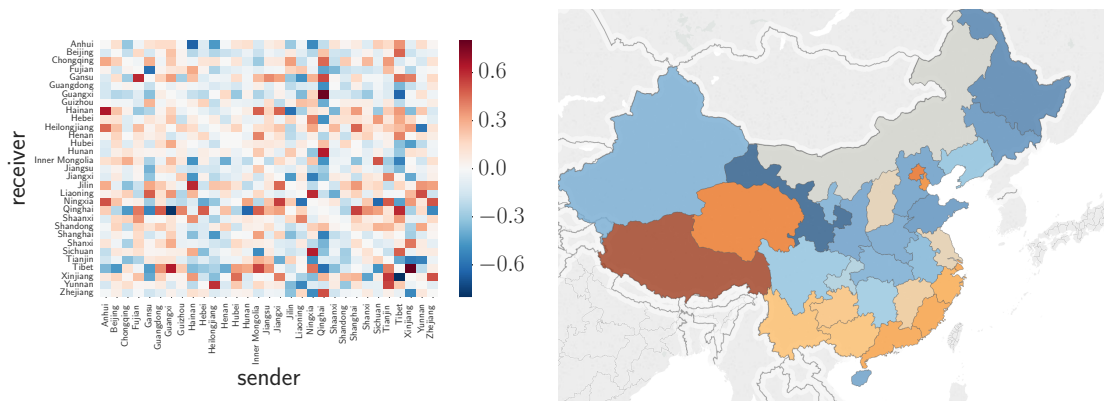 receiver
Anhui
Beijing
Chongqing
Fujian
Gansu
Guangdong
Guangxi
Guizhou
Hainan
Hebei
Heilongjiang
Henan
Hubei
Hunan
Inner Mongolia
Jiangsu
Jiangxi
Jilin
Liaoning
Ningxia
Qinghai
Shaanxi
Shandong
Shanghai
Shanxi
Sichuan
Tianjin
Tibet
Xinjiang
Yunnan
Zhejiang
Anhui
Beijing
Chongqing
Fujian
Gansu
Guangdong
Guangxi
Guizhou
Hainan
Hebei
Heilongjiang
Henan
Hubei
Hunan
Inner Mongolia
Jiangsu
Jiangxi
Jilin
Liaoning
Ningxia
Qinghai
Shaanxi
Shandong
Shanghai
Shanxi
Sichuan
Tianjin
Tibet
Xinjiang
Yunnan
Zhejiang
sender
0.6
0.3
0.0
−0.3
−0.6